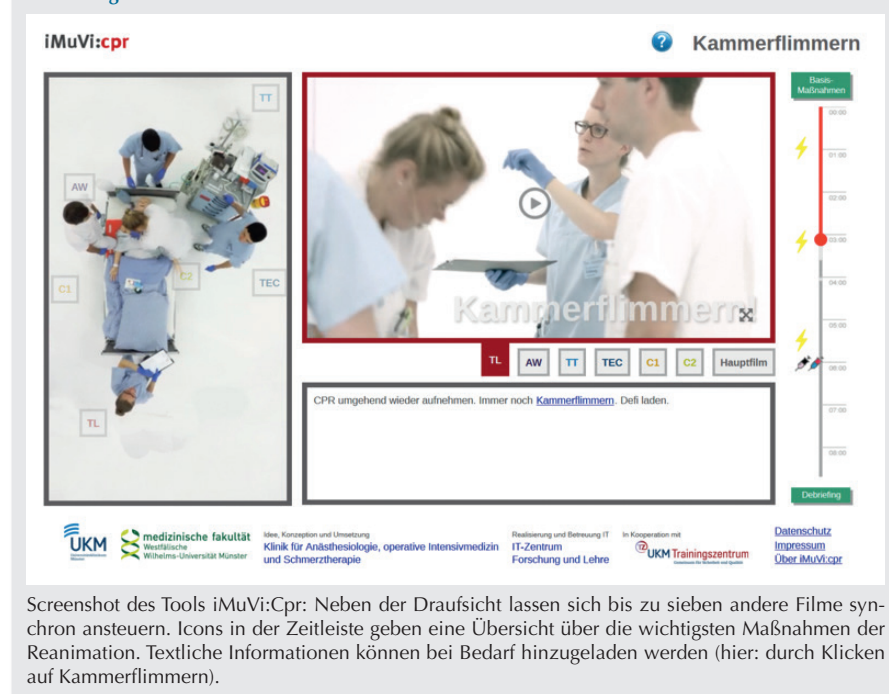 iMuVi:cpr
? Kammerflimmern
TT
AW
C1
C2
TEC
TL
Kammerflimmern!
TL AW TT TEC C1 C2 Hauptfilm
CPR umgehend wieder aufnehmen. Immer noch Kammerflimmern. Defi laden.
Basis-
Maßnahmen
00:00
01:00
02:00
03:00
04:00
05:00
06:00
07:00
08:00
Debriefing
UKM
medizinische fakultät
Westfälische
Wilhelms-Universität Münster
Idee, Konzeption und Umsetzung
Klinik für Anästhesiologie, operative Intensivmedizin
und Schmerztherapie
Realisierung und Betreuung IT
IT-Zentrum
Forschung und Lehre
In Kooperation mit
UKM Trainingszentrum
Datenschutz
Impressum
Über iMuVi:cpr
Screenshot des Tools iMuVi:Cpr: Neben der Draufsicht lassen sich bis zu sieben andere Filme syn-
chron ansteuern. Icons in der Zeitleiste geben eine Übersicht über die wichtigsten Maßnahmen der
Reanimation. Textliche Informationen können bei Bedarf hinzugeladen werden (hier: durch Klicken
auf Kammerflimmern).